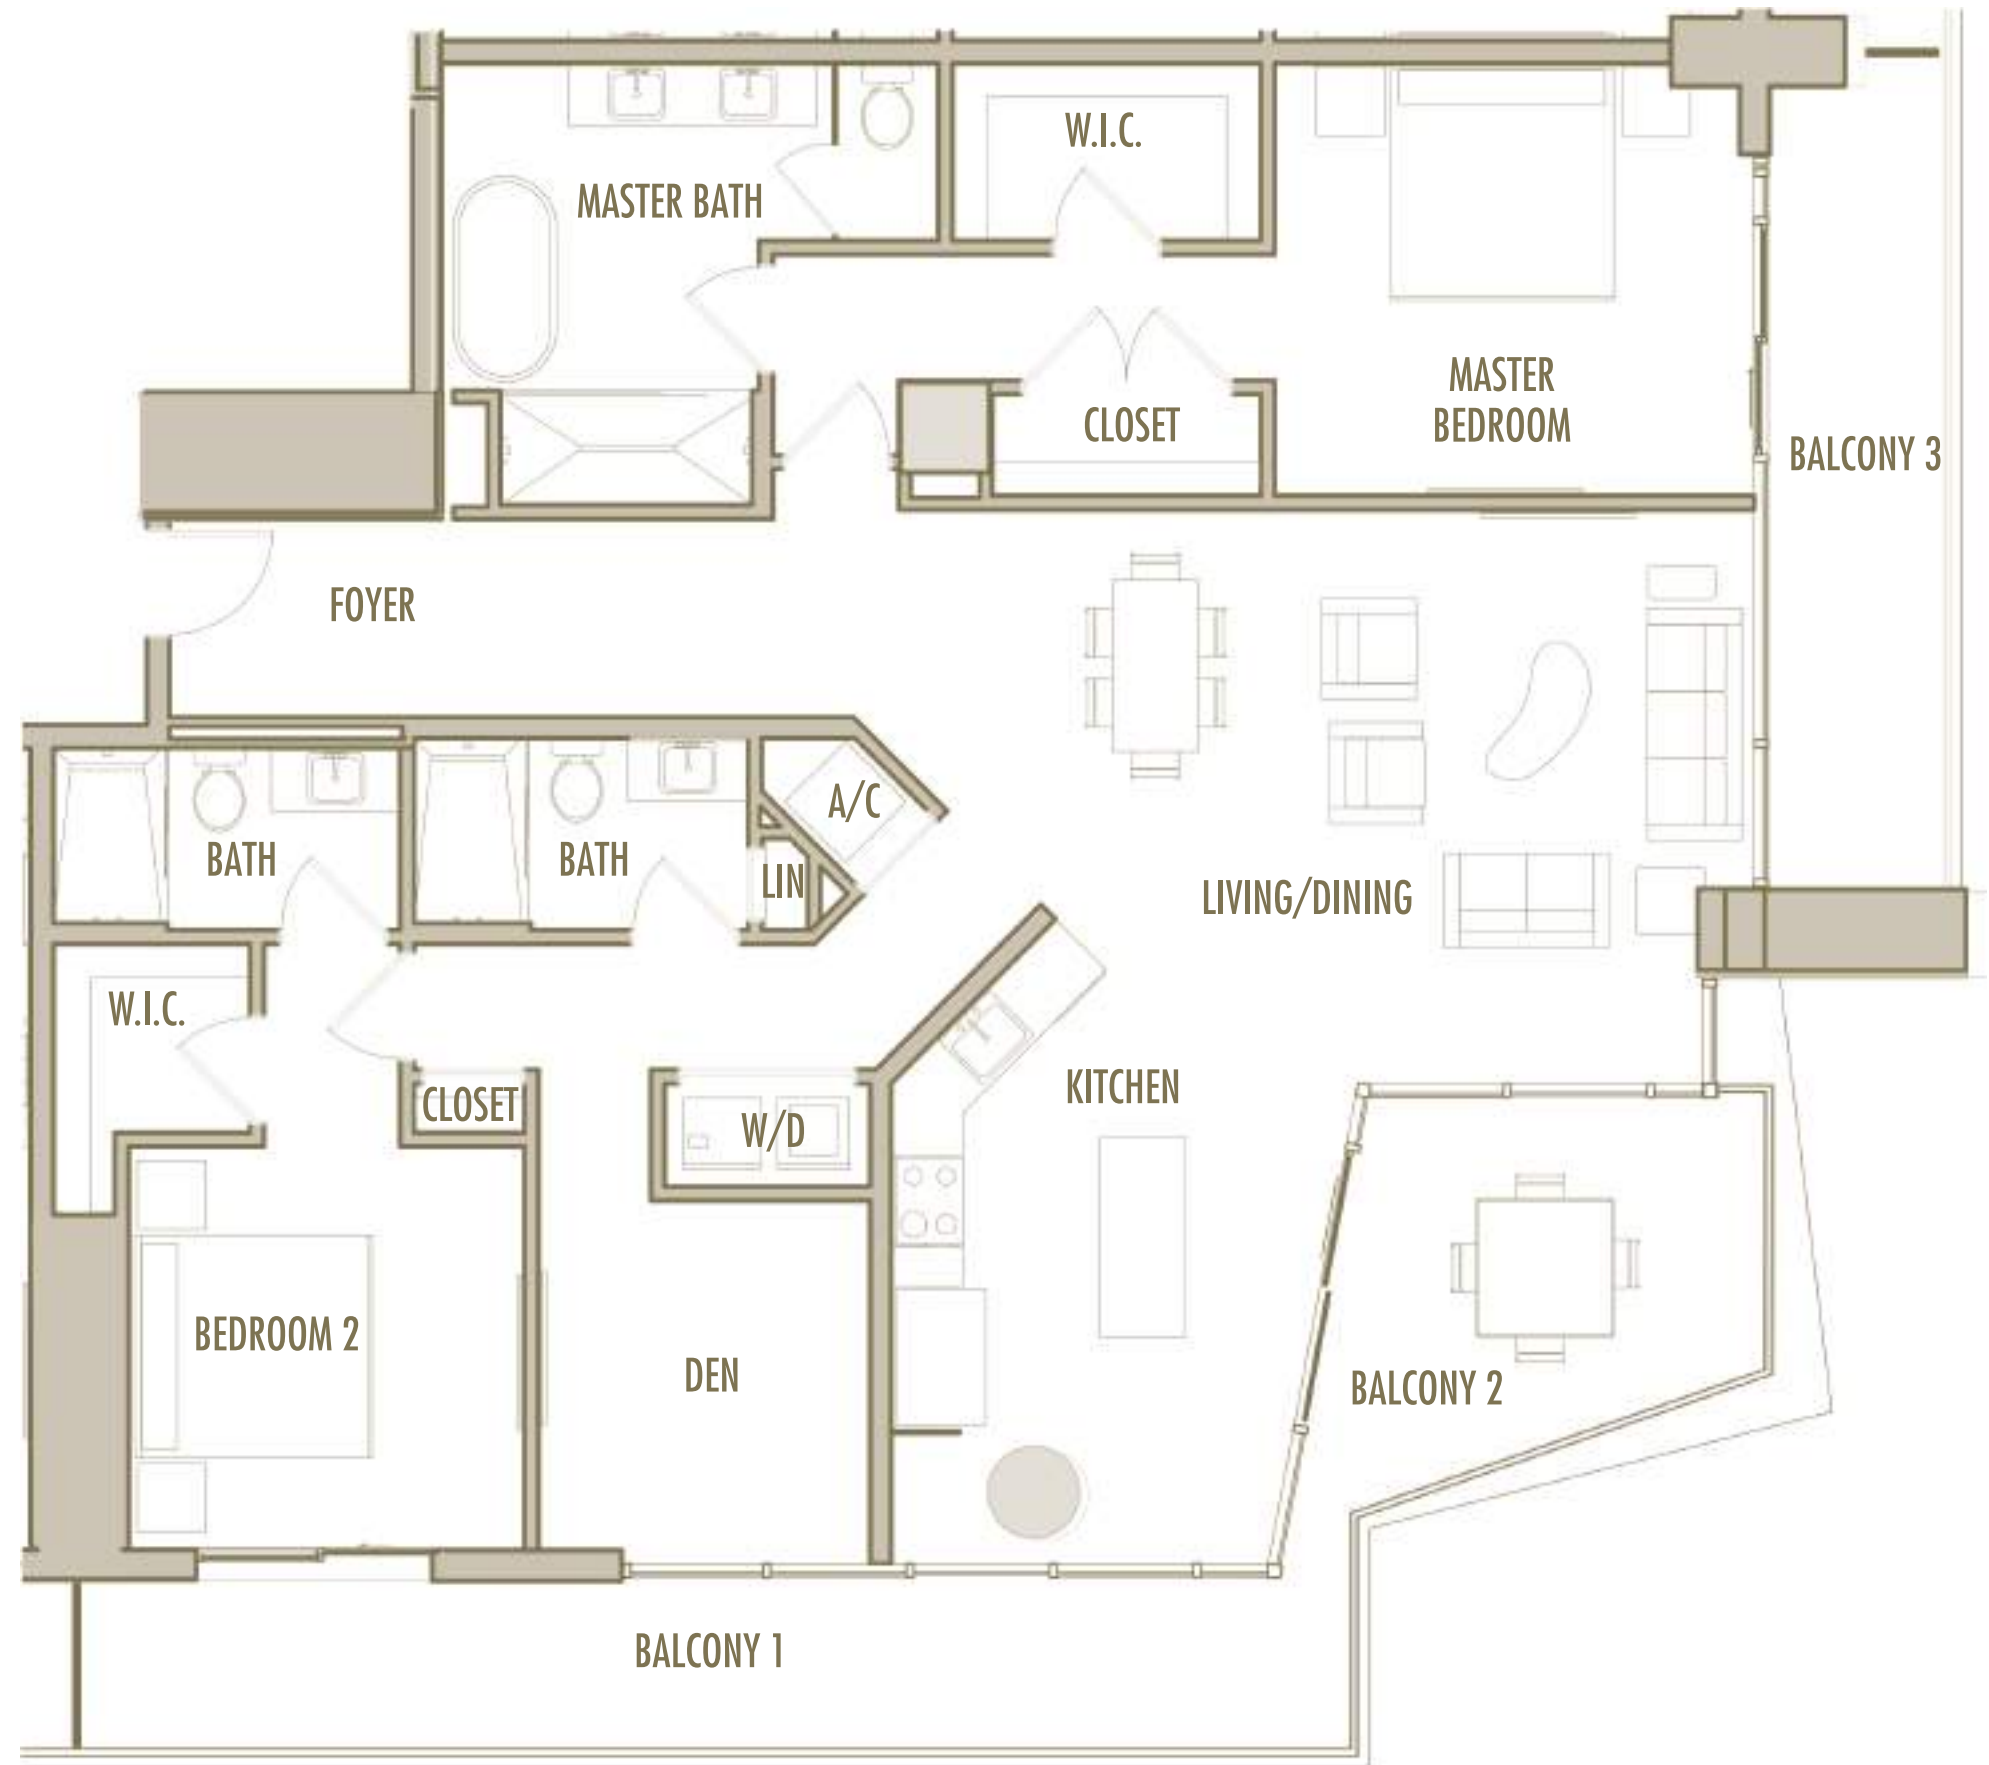 W.I.C.
MASTER BATH
MASTER
BEDROOM
CLOSET
BALCONY 3
FOYER
A/C
BATH
BATH
LIN
LIVING/DINING
W.I.C.
KITCHEN
CLOSET
W/D
BEDROOM 2
DEN
BALCONY 2
BALCONY 1